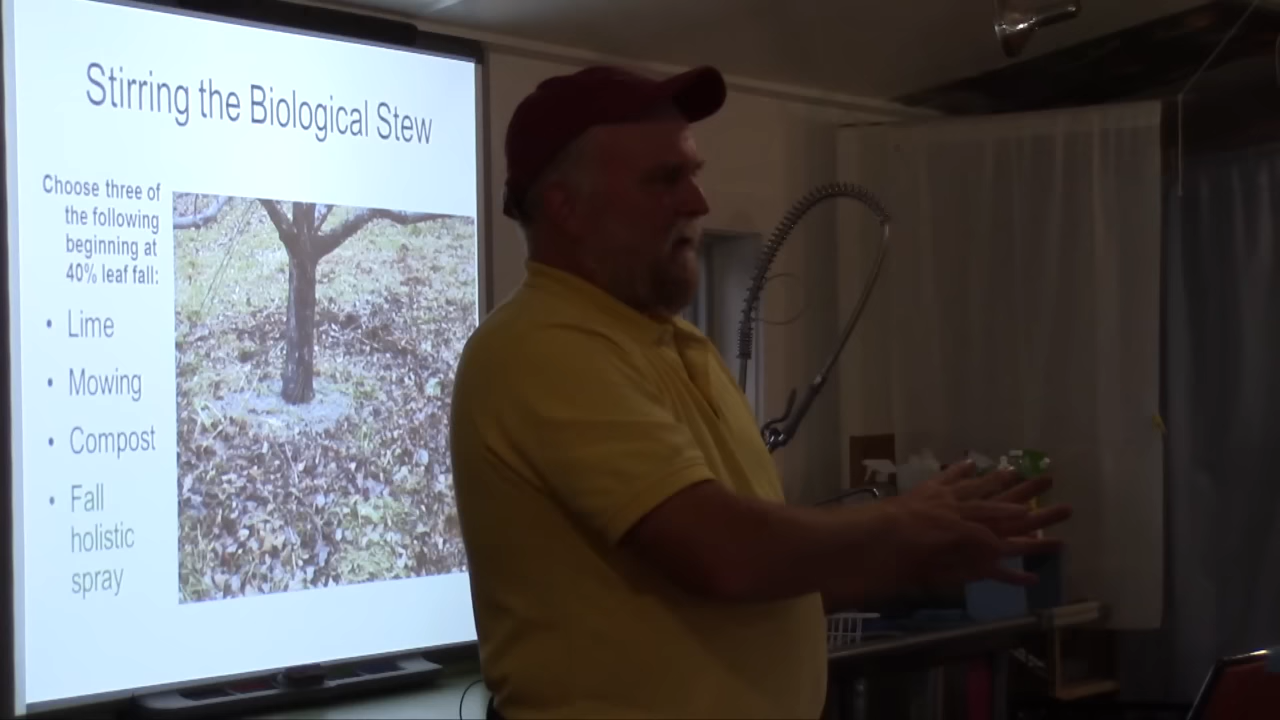 Stirring the Biological Stew
Choose three of
the following
beginning at
40% leaf fall:
• Lime
• Mowing
• Compost
• Fall
holistic
spray